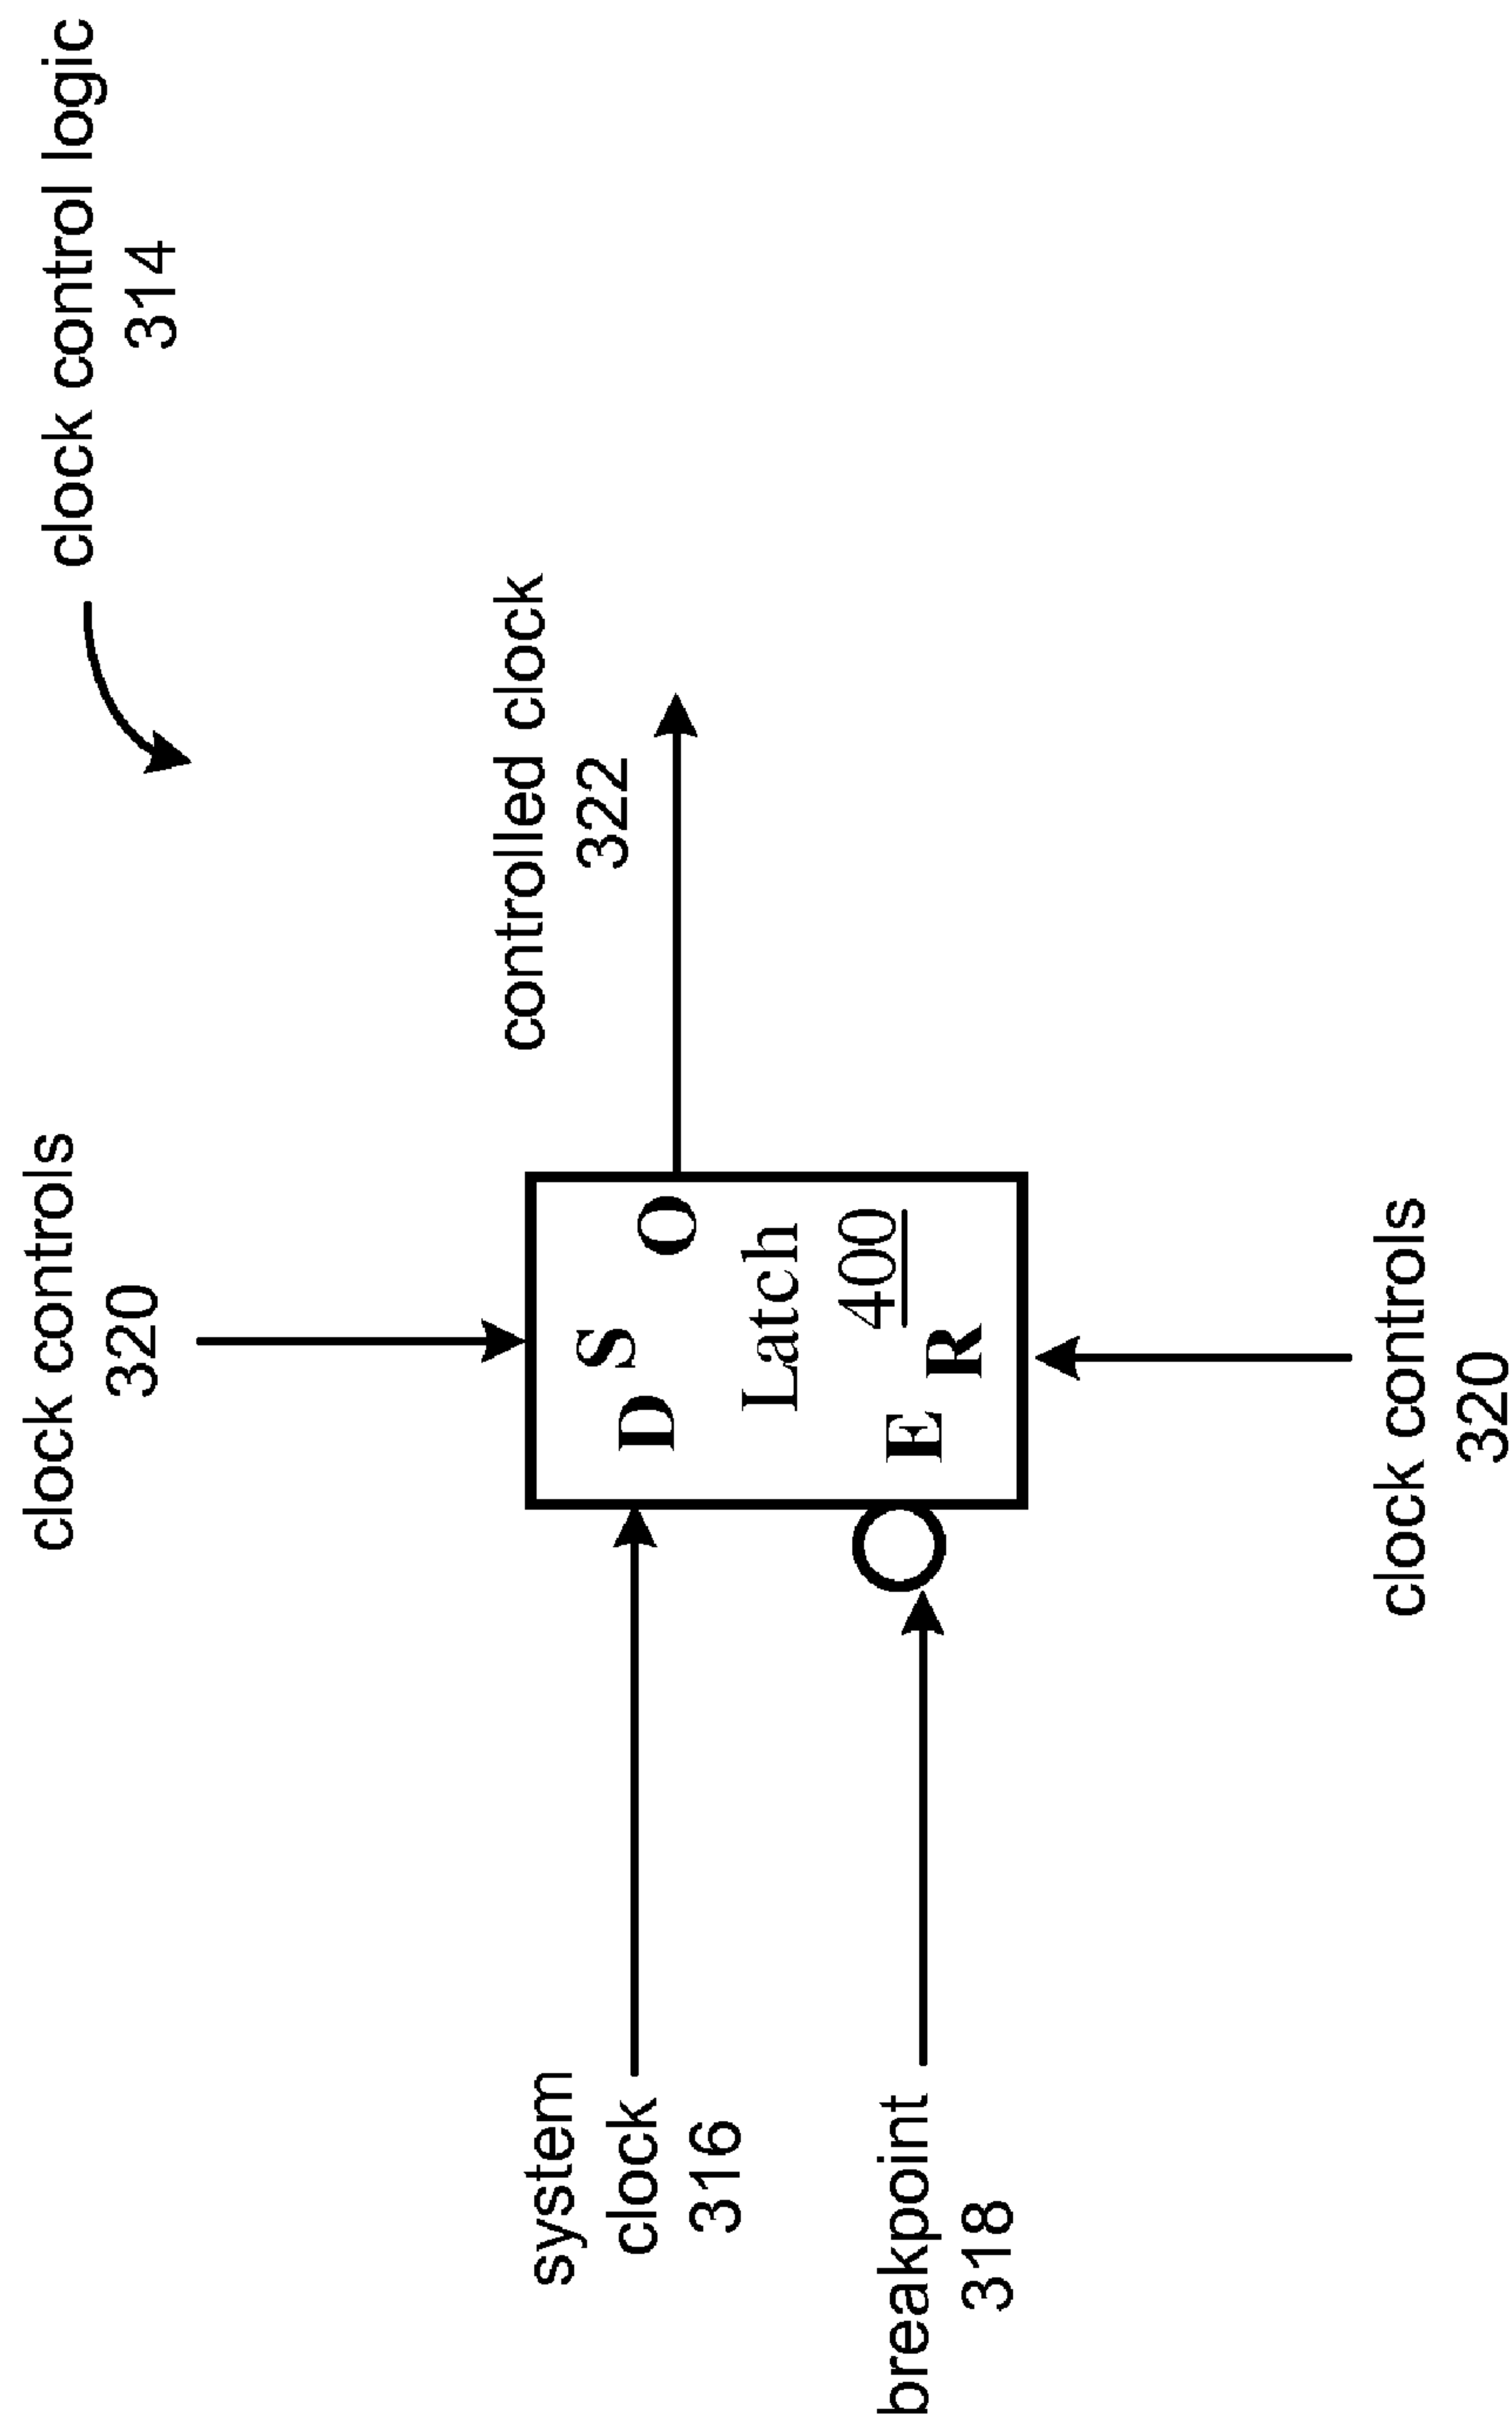 clock control logic
314
clock controls
320
controlled clock
322
system
clock
316
D
S
O
Latch
400
E
R
breakpoint
318
clock controls
320